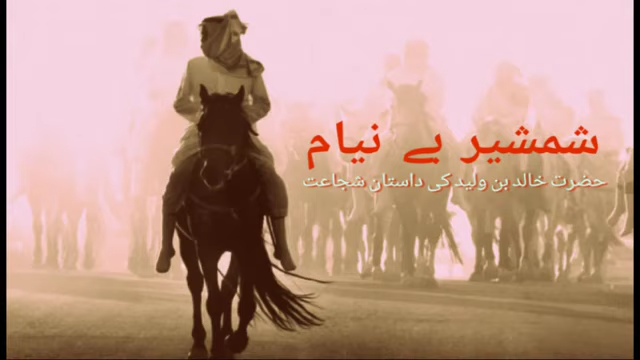 شمشیر بے نیام
حضرت خالد بن ولید کی داستان شجاعت